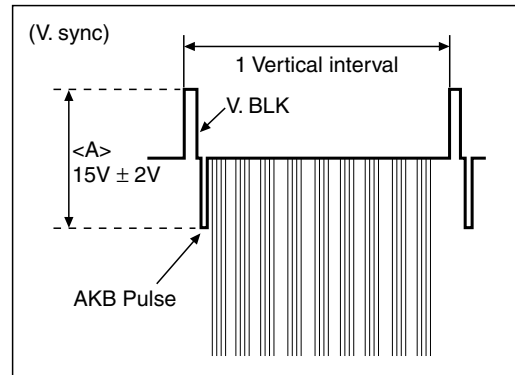 (V. sync)
1 Vertical interval
V. BLK
<A>
15V ± 2V
AKB Pulse